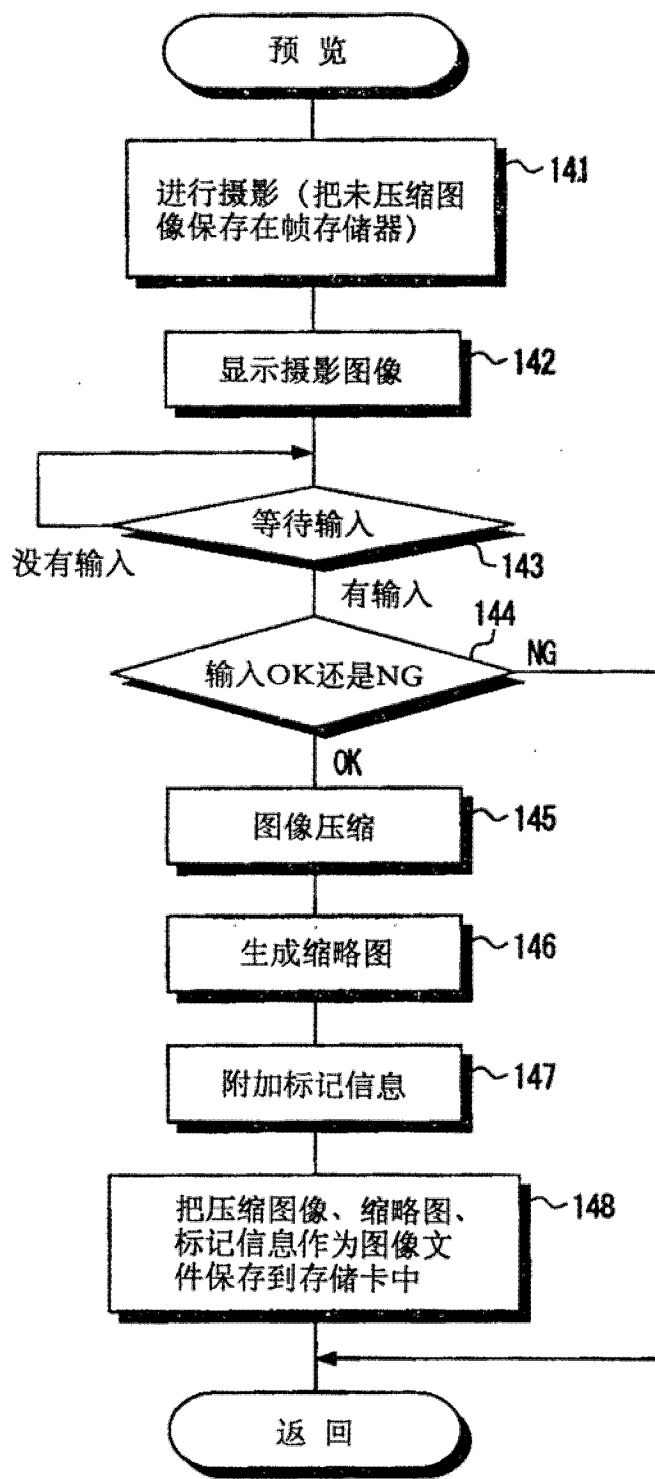 预 览
进行摄影（把未压缩图
像保存在帧存储器）
141
显示摄影图像
142
等待输入
没有输入
143
有输入
144
输入OK还是NG
NG
OK
图像压缩
145
生成缩略图
146
附加标记信息
147
把压缩图像、缩略图、
标记信息作为图像文
件保存到存储卡中
148
返 回